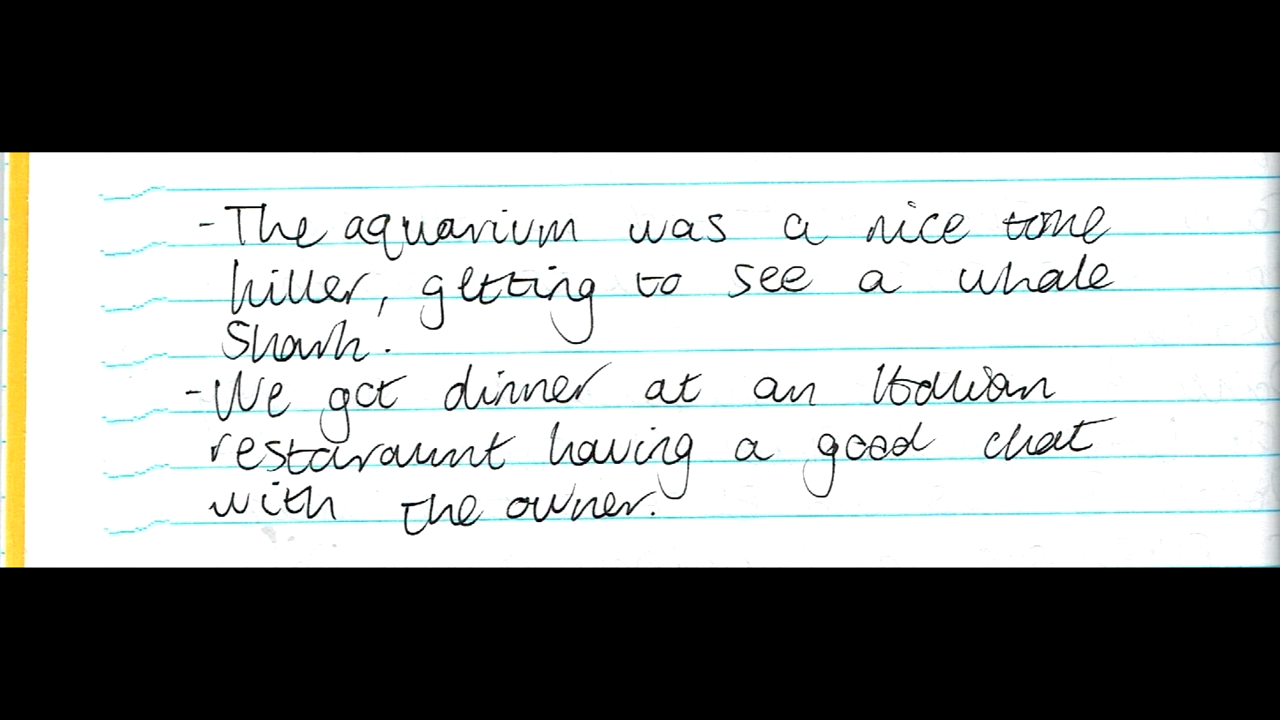 - The aquarium was a nice time
killer, getting to see a whale
Shark.
- We got dinner at an Italian
restaraunt having a good chat
with the owner.